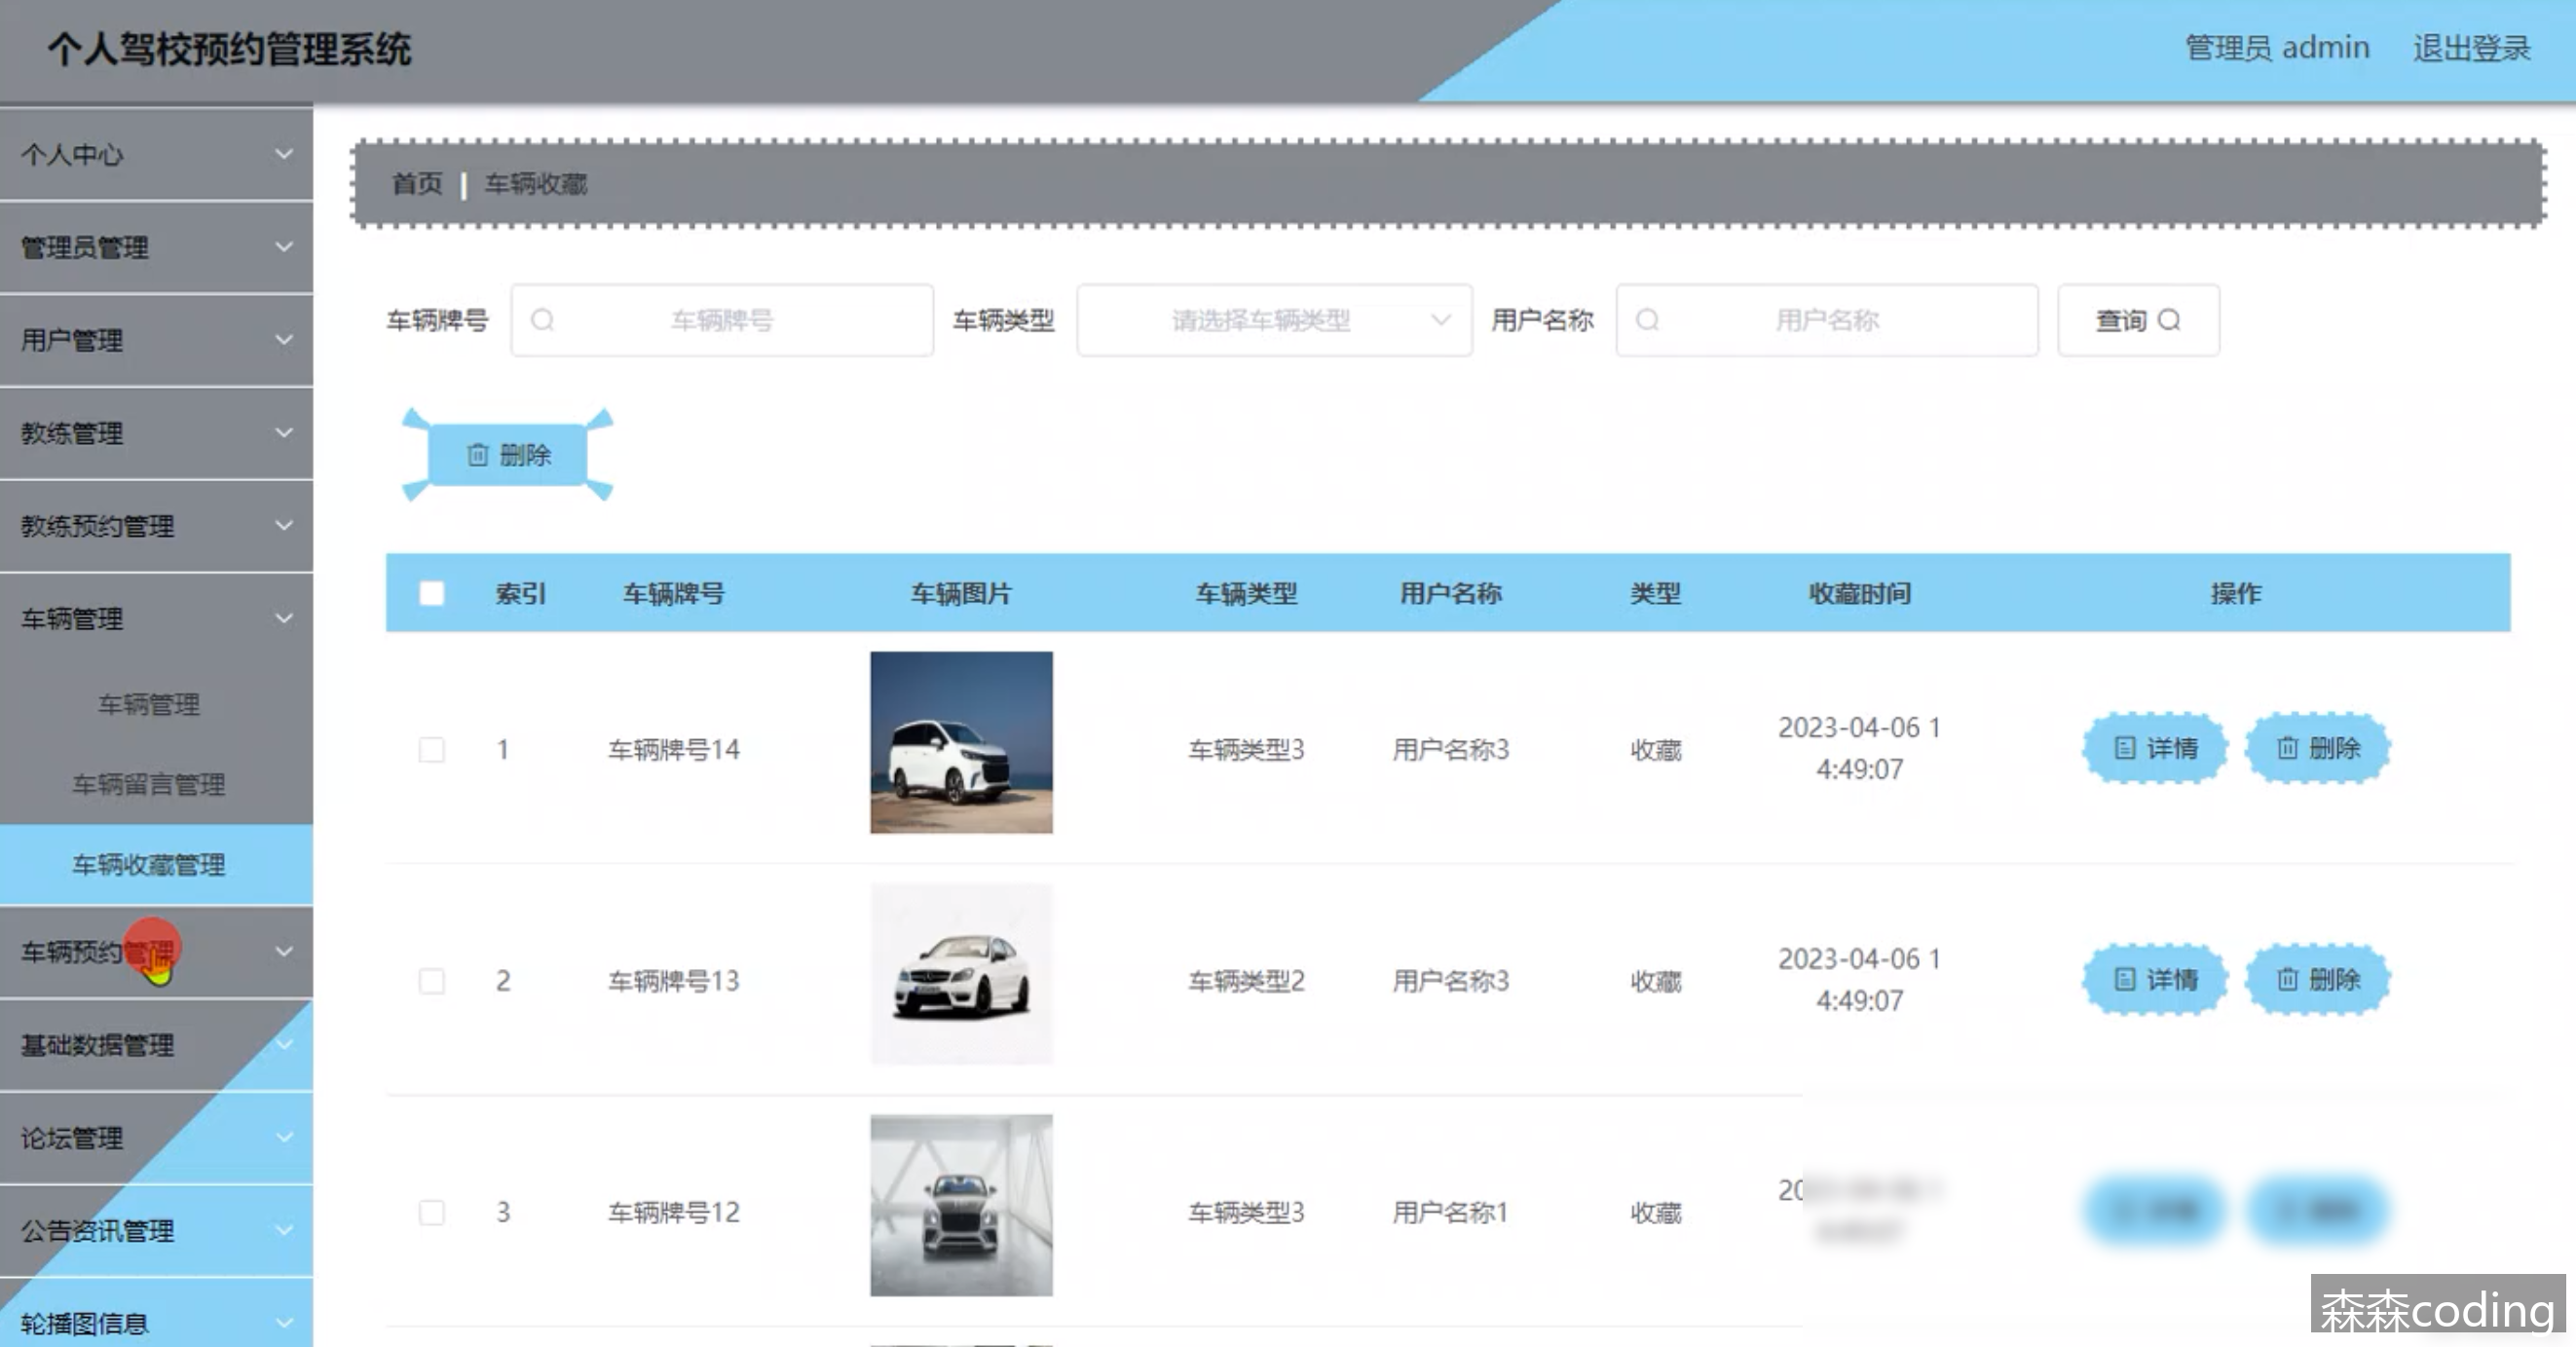 个人驾校预约管理系统
管理员 admin
退出登录
个人中心
管理员管理
用户管理
教练管理
教练预约管理
车辆管理
车辆管理
车辆留言管理
车辆收藏管理
车辆预约管理
基础数据管理
论坛管理
公告资讯管理
轮播图信息
首页 | 车辆收藏
车辆牌号 车辆牌号 车辆类型 请选择车辆类型 用户名称 用户名称 查询
删除
索引 车辆牌号 车辆图片 车辆类型 用户名称 类型 收藏时间 操作
1 车辆牌号14 车辆类型3 用户名称3 收藏 2023-04-06 1
4:49:07 详情 删除
2 车辆牌号13 车辆类型2 用户名称3 收藏 2023-04-06 1
4:49:07 详情 删除
3 车辆牌号12 车辆类型3 用户名称1 收藏
森森coding